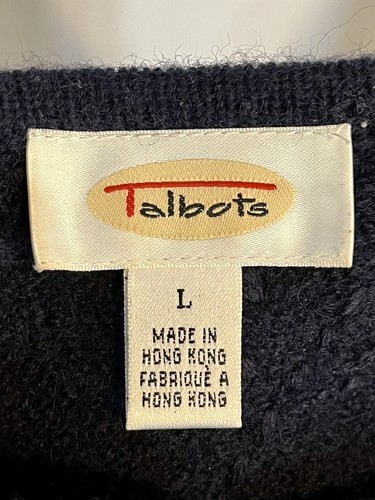 Talbots
L
MADE IN
HONG KONG
FABRIQUÈ A
HONG KONG